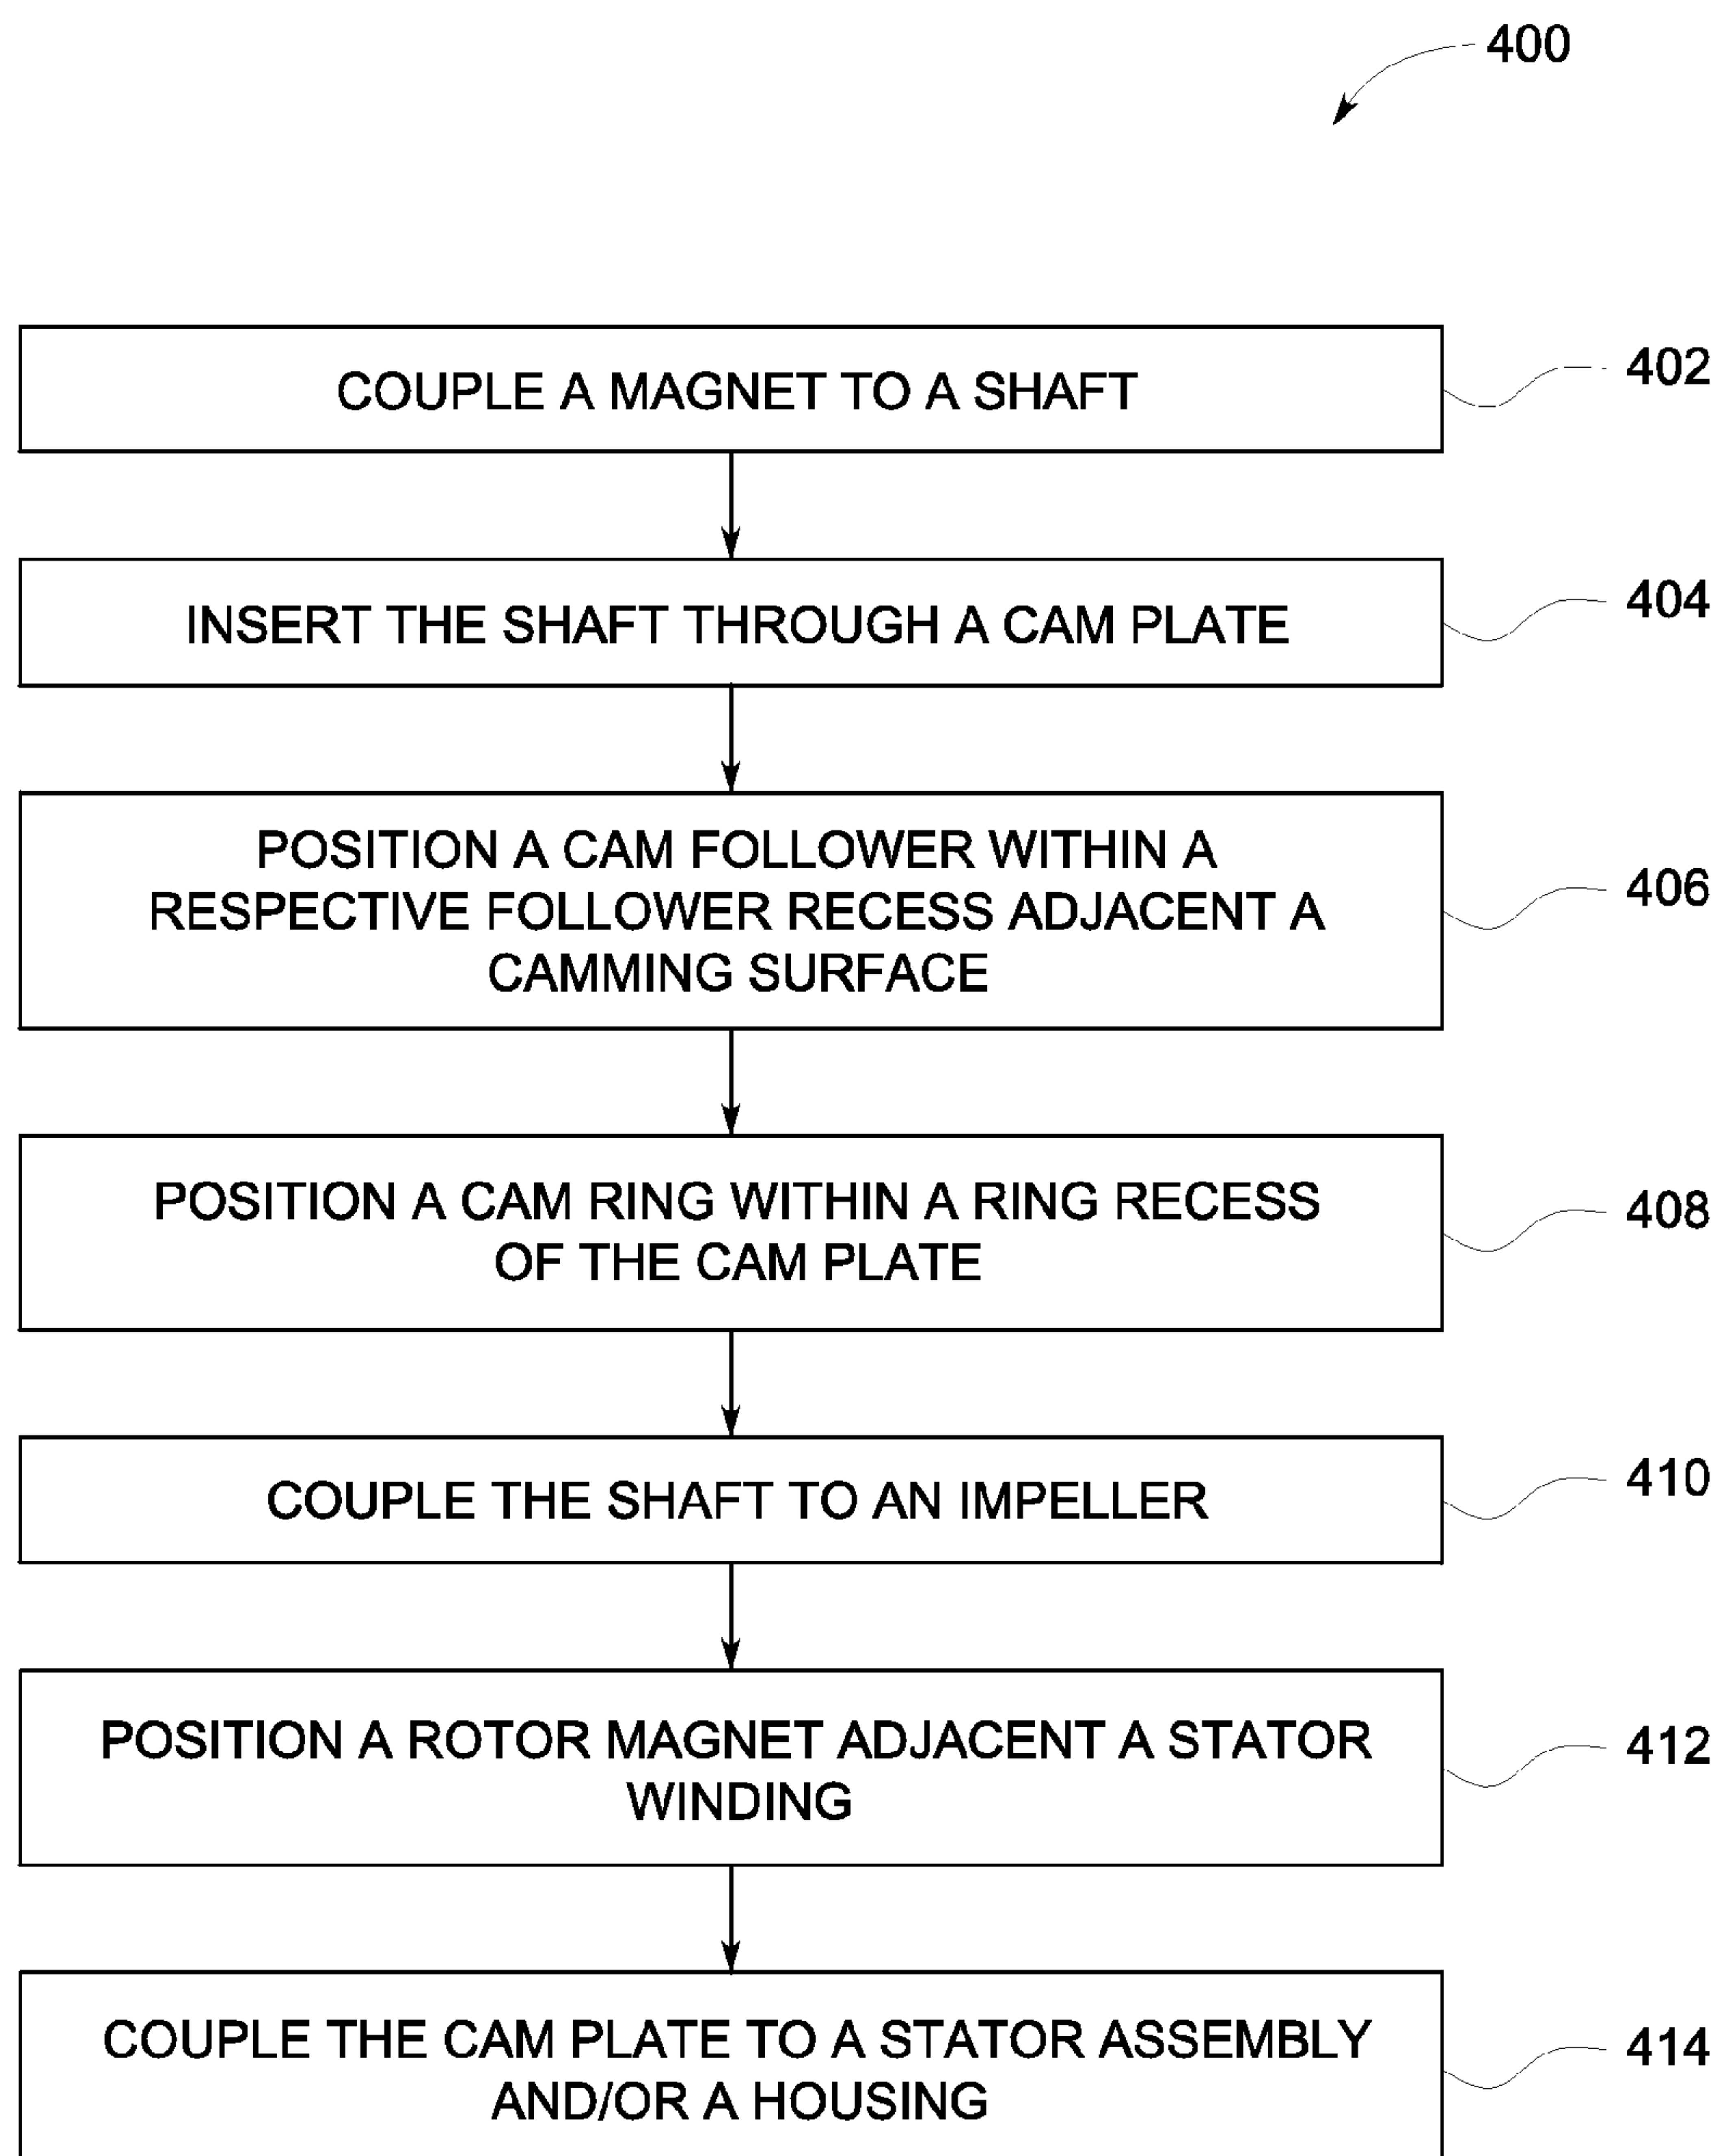 400
COUPLE A MAGNET TO A SHAFT
402
INSERT THE SHAFT THROUGH A CAM PLATE
404
POSITION A CAM FOLLOWER WITHIN A
RESPECTIVE FOLLOWER RECESS ADJACENT A
CAMMING SURFACE
406
POSITION A CAM RING WITHIN A RING RECESS
OF THE CAM PLATE
408
COUPLE THE SHAFT TO AN IMPELLER
410
POSITION A ROTOR MAGNET ADJACENT A STATOR
WINDING
412
COUPLE THE CAM PLATE TO A STATOR ASSEMBLY
AND/OR A HOUSING
414